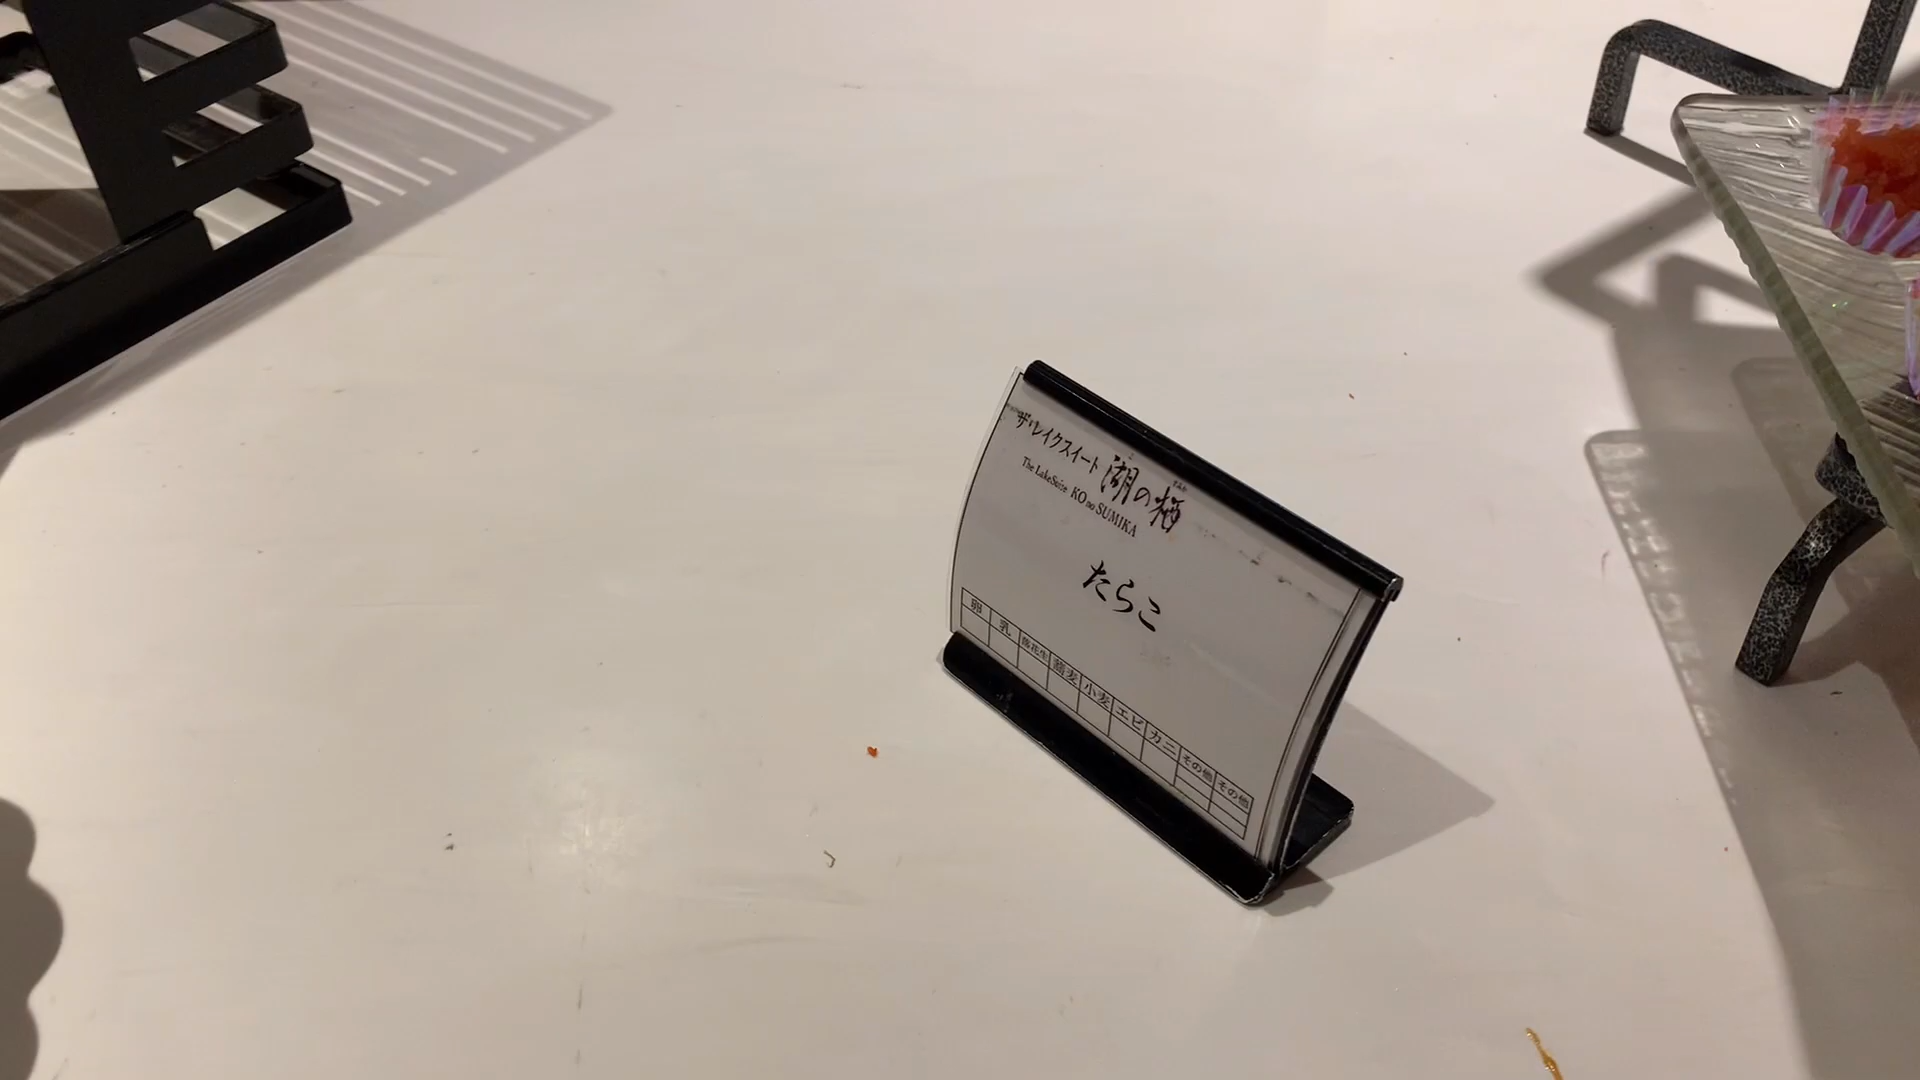 ザ・レイクスイート 湖の栖
The LakeSuite KO no SUMIKA
たらこ
卵 乳 落花生 蕎麦 小麦 エビ カニ その他 その他